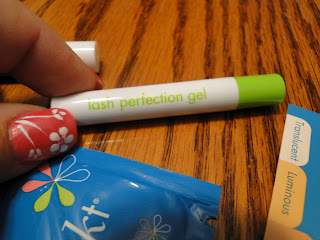 lash perfection gel
Translucent
Luminous